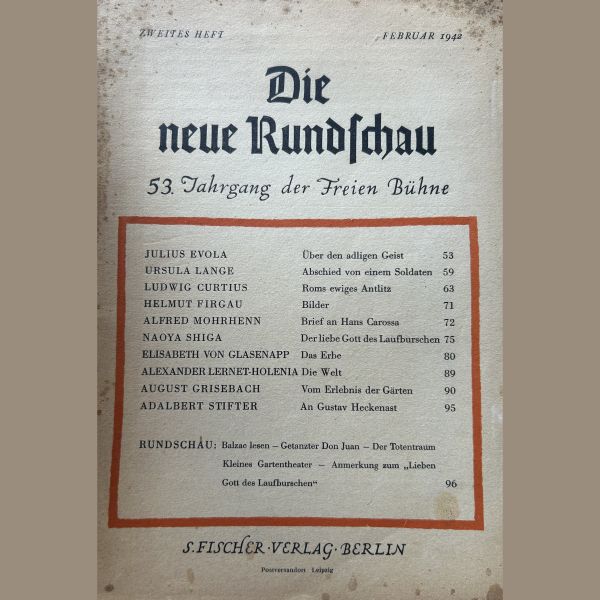 ZWEITES HEFT FEBRUAR 1942
Die
neue Rundſchau
53. Jahrgang der Freien Bühne
JULIUS EVOLA Über den adligen Geist 53
URSULA LANGE Abschied von einem Soldaten 59
LUDWIG CURTIUS Roms ewiges Antlitz 63
HELMUT FIRGAU Bilder 71
ALFRED MOHRHENN Brief an Hans Carossa 72
NAOYA SHIGA Der liebe Gott des Laufburschen 75
ELISABETH VON GLASENAPP Das Erbe 80
ALEXANDER LERNET-HOLENIA Die Welt 89
AUGUST GRISEBACH Vom Erlebnis der Gärten 90
ADALBERT STIFTER An Gustav Heckenast 95
RUNDSCHAU: Balzac lesen – Getanzter Don Juan – Der Totentraum
Kleines Gartentheater – Anmerkung zum „Lieben
Gott des Laufburschen“ 96
S. FISCHER · VERLAG · BERLIN
Postversandort Leipzig